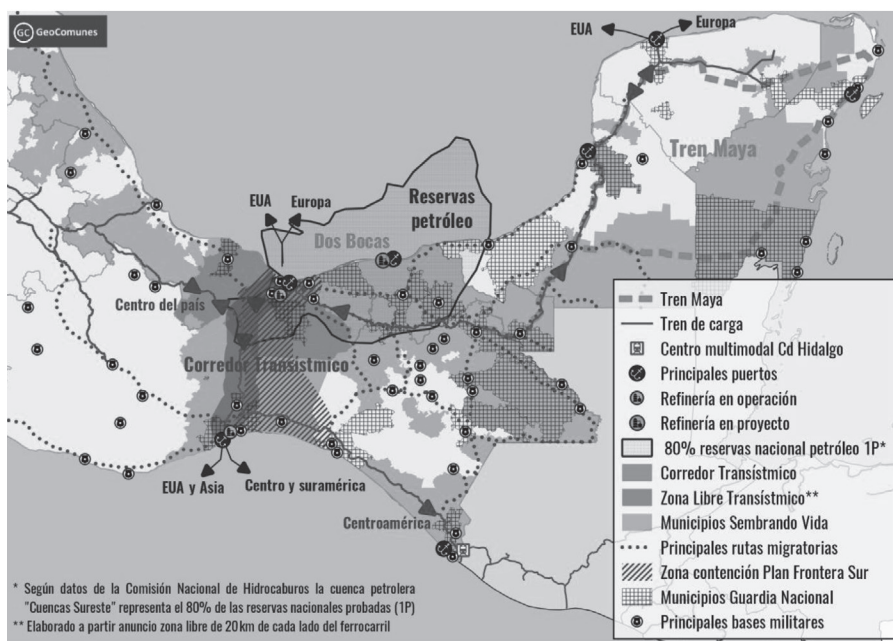 GC GeoComunes
EUA
Europa
Tren Maya
Reservas
petróleo
EUA
Europa
Dos Bocas
Centro del país
Corredor Transístmico
EUA y Asia
Centro y suramérica
Centroamérica
Tren Maya
Tren de carga
Centro multimodal Cd Hidalgo
Principales puertos
Refinería en operación
Refinería en proyecto
80% reservas nacional petróleo 1P*
Corredor Transístmico
Zona Libre Transístmico**
Municipios Sembrando Vida
Principales rutas migratorias
Zona contención Plan Frontera Sur
Municipios Guardia Nacional
Principales bases militares
* Según datos de la Comisión Nacional de Hidrocaburos la cuenca petrolera
"Cuencas Sureste" representa el 80% de las reservas nacionales probadas (1P)
** Elaborado a partir anuncio zona libre de 20 km de cada lado del ferrocarril